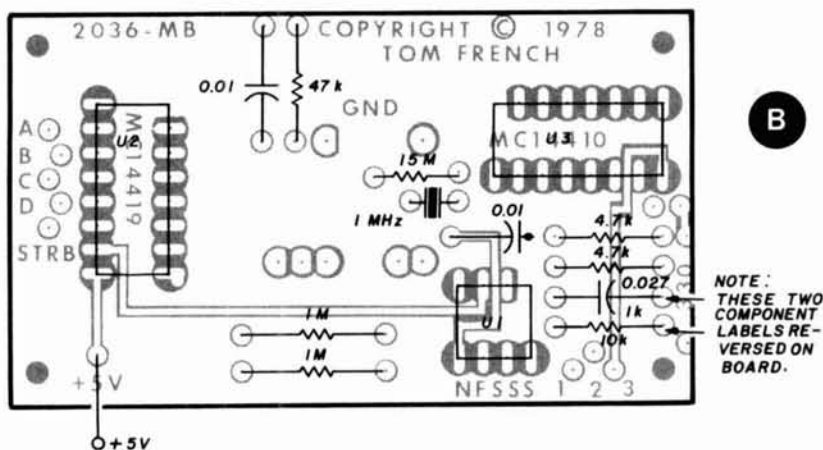 2036-MB COPYRIGHT © 1978
TOM FRENCH
B
0.01
47k
GND
A
B
C
D
STRB
U2
MC14419
MC14410
U3
15M
1 MHz
0.01
4.7k
4.7k
0.027
1k
10k
330
NOTE:
THESE TWO
COMPONENT
LABELS RE-
VERSED ON
BOARD.
1M
1M
U1
+5V
NFSSS 1 2 3
+5V